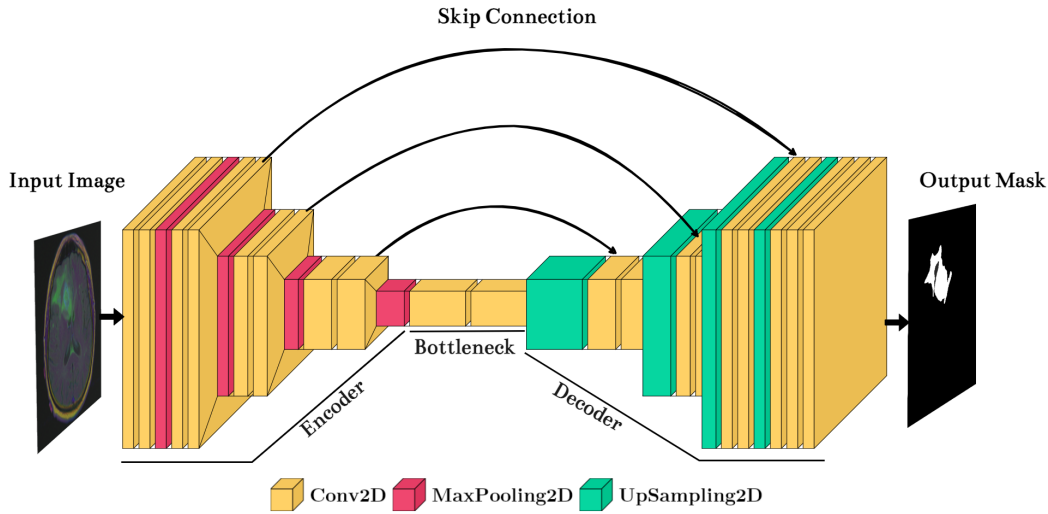 Skip Connection
Input Image
Output Mask
Bottleneck
Encoder
Decoder
Conv2D MaxPooling2D UpSampling2D